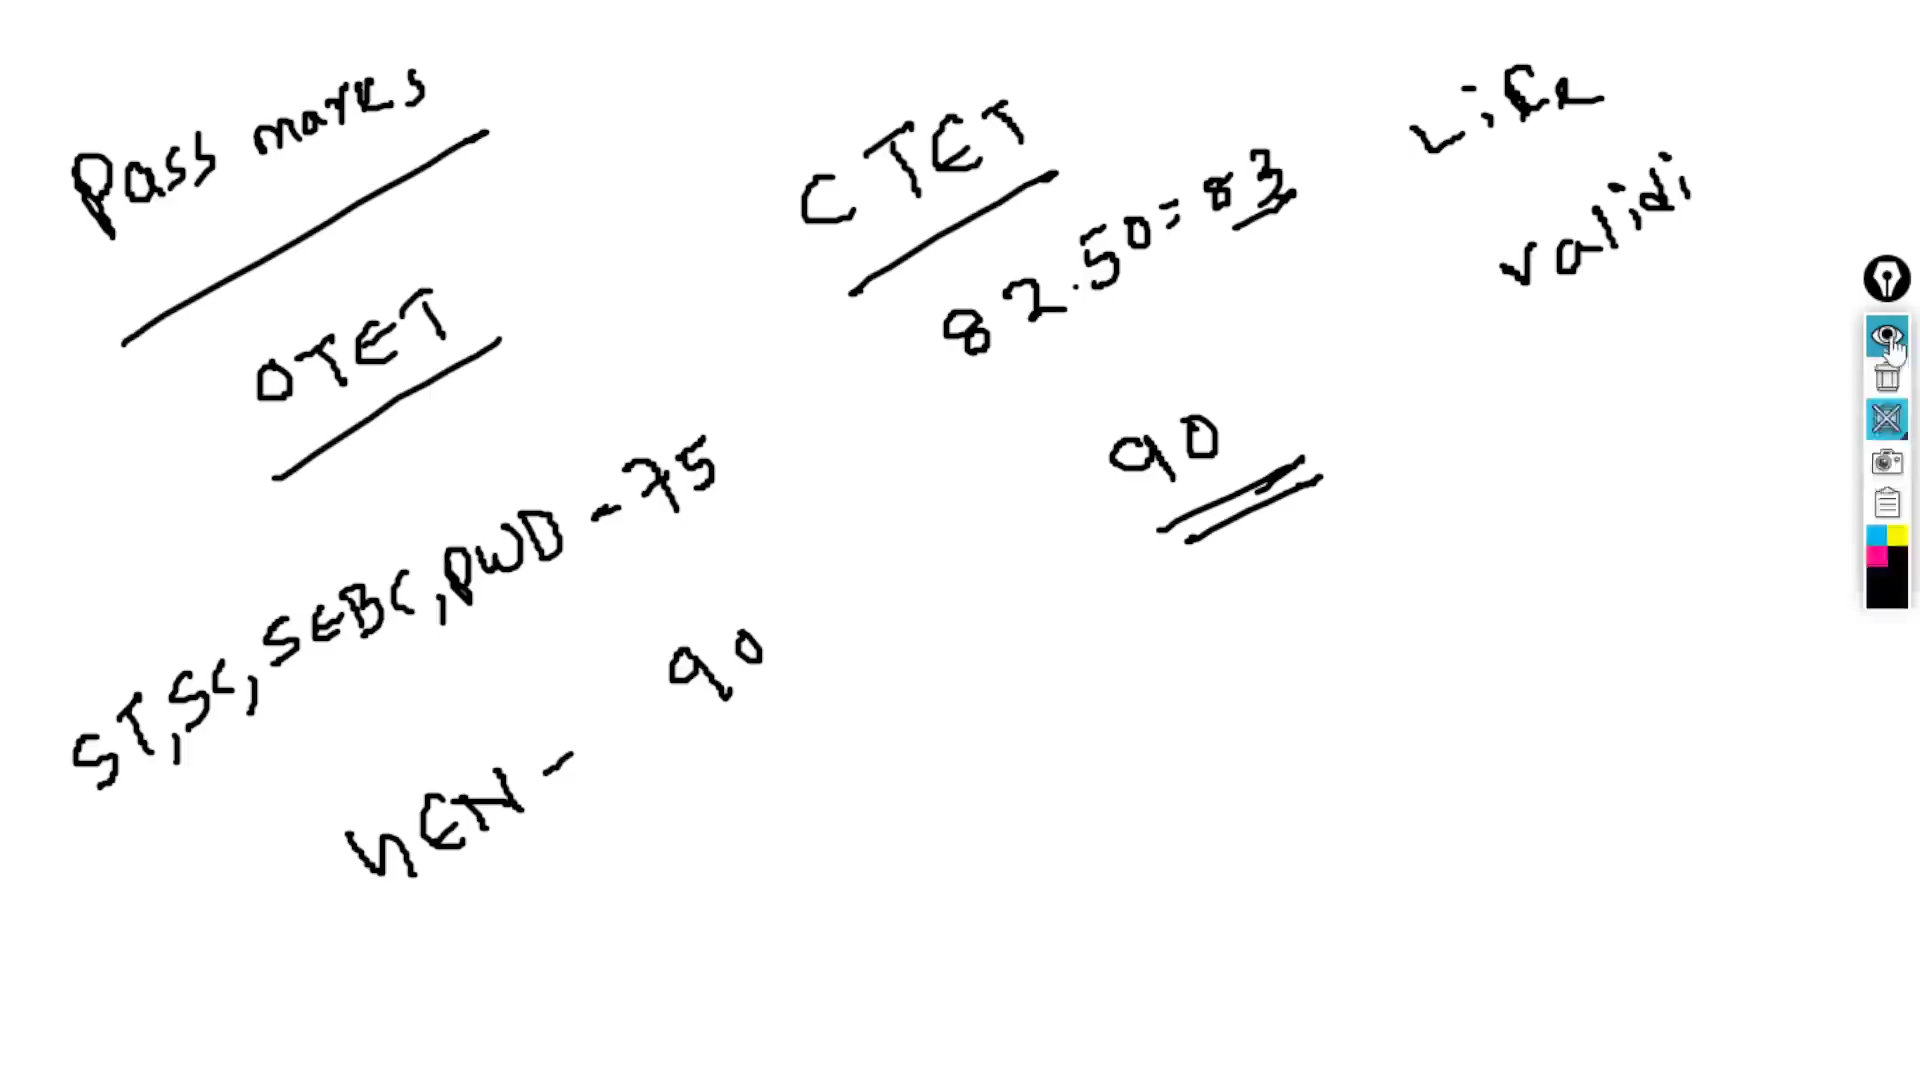 Pass marks
OTET
ST, SC, SEBC, PWD - 75
GEN - 90
CTET
82.50 = 83
90
Life
validi